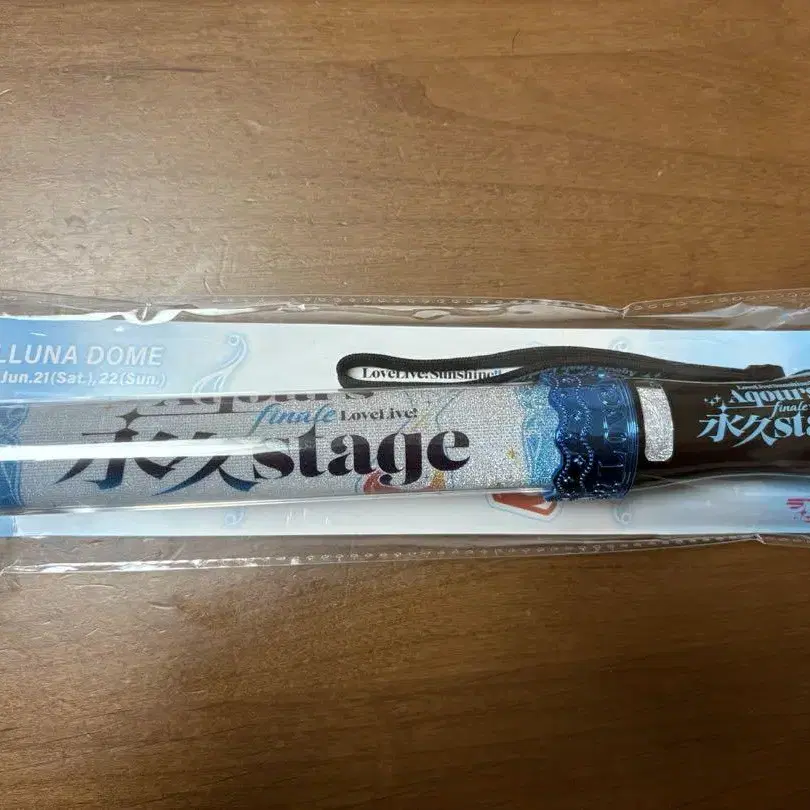 LLUNA DOME
Jun.21(Sat.), 22(Sun.)
LoveLive!Sunshine!!
Aqours
finale LoveLive!
永久stage
Aqours
finale
永久sta